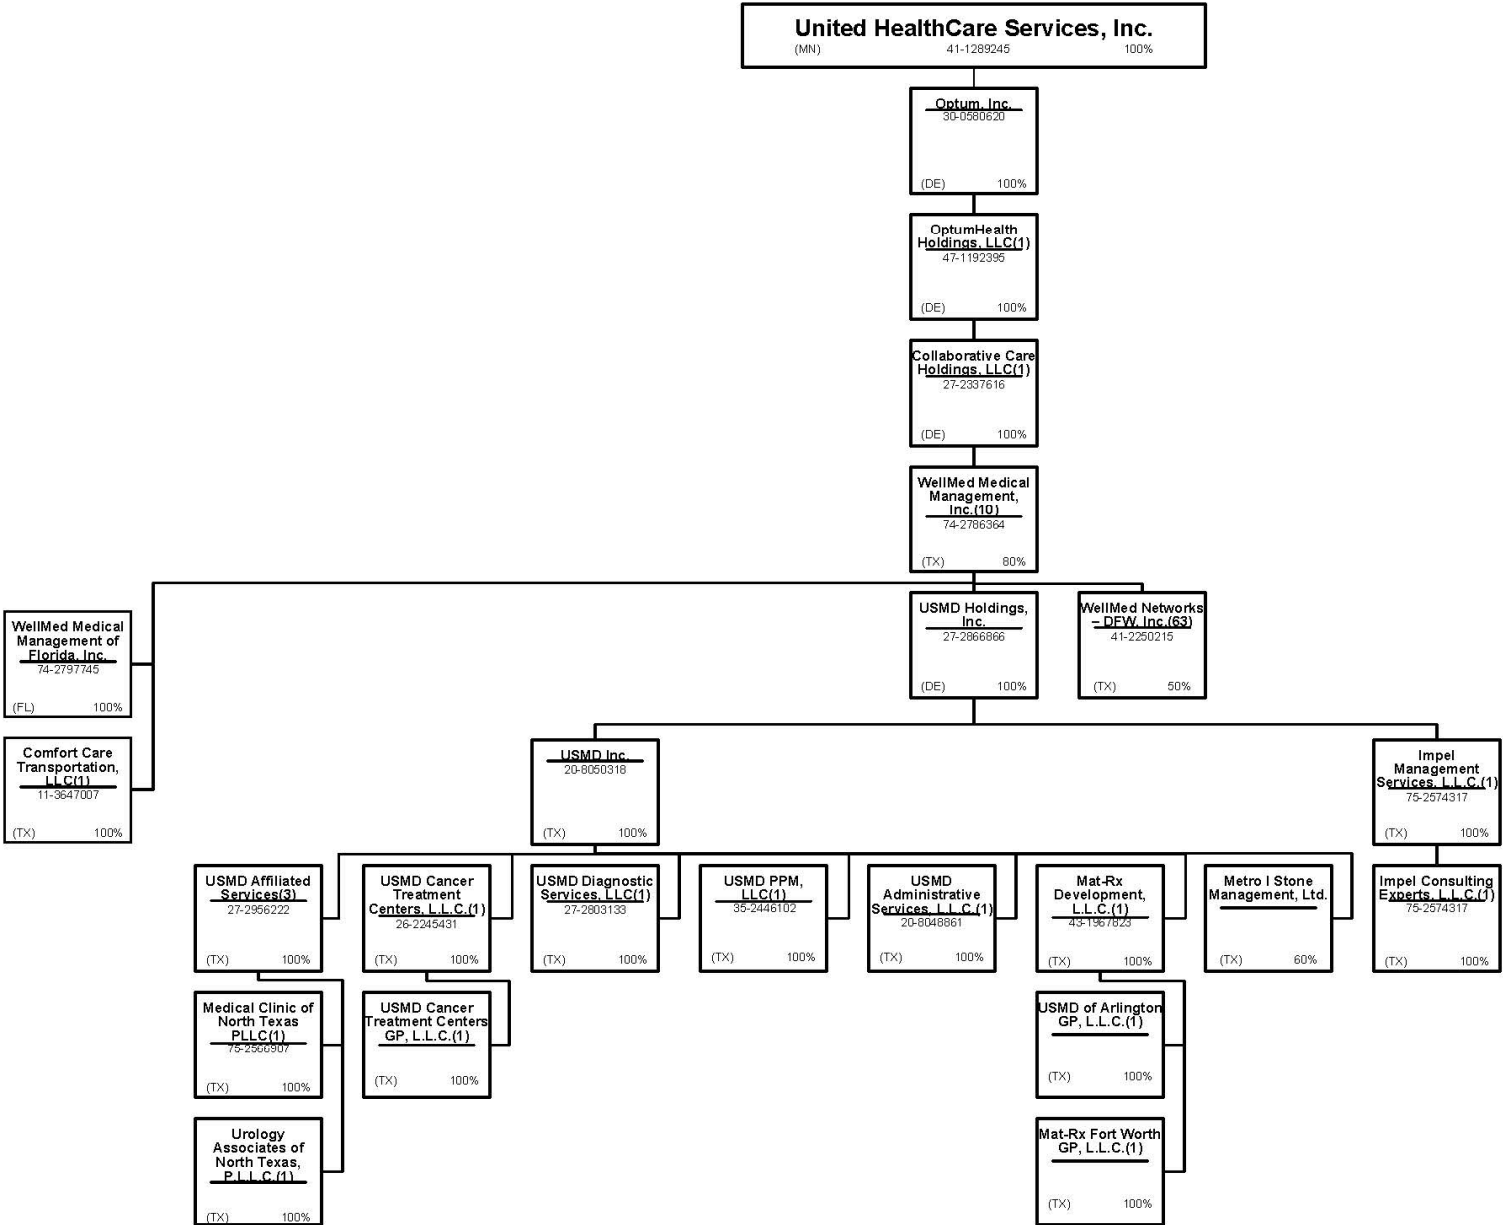 United HealthCare Services, Inc.
(MN) 41-1289245 100%
Optum, Inc.
30-0580620
(DE) 100%
OptumHealth
Holdings, LLC(1)
47-1192395
(DE) 100%
Collaborative Care
Holdings, LLC(1)
27-2337616
(DE) 100%
WellMed Medical
Management,
Inc.(10)
74-2786364
(TX) 80%
WellMed Medical
Management of
Florida, Inc.
74-2797745
(FL) 100%
Comfort Care
Transportation,
LLC(1)
11-3647007
(TX) 100%
USMD Holdings,
Inc.
27-2866866
(DE) 100%
WellMed Networks
– DFW, Inc.(63)
41-2250215
(TX) 50%
USMD Inc.
20-8050318
(TX) 100%
Impel
Management
Services, L.L.C.(1)
75-2574317
(TX) 100%
USMD Affiliated
Services(3)
27-2956222
(TX) 100%
USMD Cancer
Treatment
Centers, L.L.C.(1)
26-2245431
(TX) 100%
USMD Diagnostic
Services, LLC(1)
27-2803133
(TX) 100%
USMD PPM,
LLC(1)
35-2446102
(TX) 100%
USMD
Administrative
Services, L.L.C.(1)
20-8048861
(TX) 100%
Mat-Rx
Development,
L.L.C.(1)
43-1967823
(TX) 100%
Metro I Stone
Management, Ltd.
(TX) 60%
Impel Consulting
Experts, L.L.C.(1)
75-2574317
(TX) 100%
Medical Clinic of
North Texas
PLLC(1)
75-2566907
(TX) 100%
USMD Cancer
Treatment Centers
GP, L.L.C.(1)
(TX) 100%
USMD of Arlington
GP, L.L.C.(1)
(TX) 100%
Urology
Associates of
North Texas,
P.L.L.C.(1)
(TX) 100%
Mat-Rx Fort Worth
GP, L.L.C.(1)
(TX) 100%